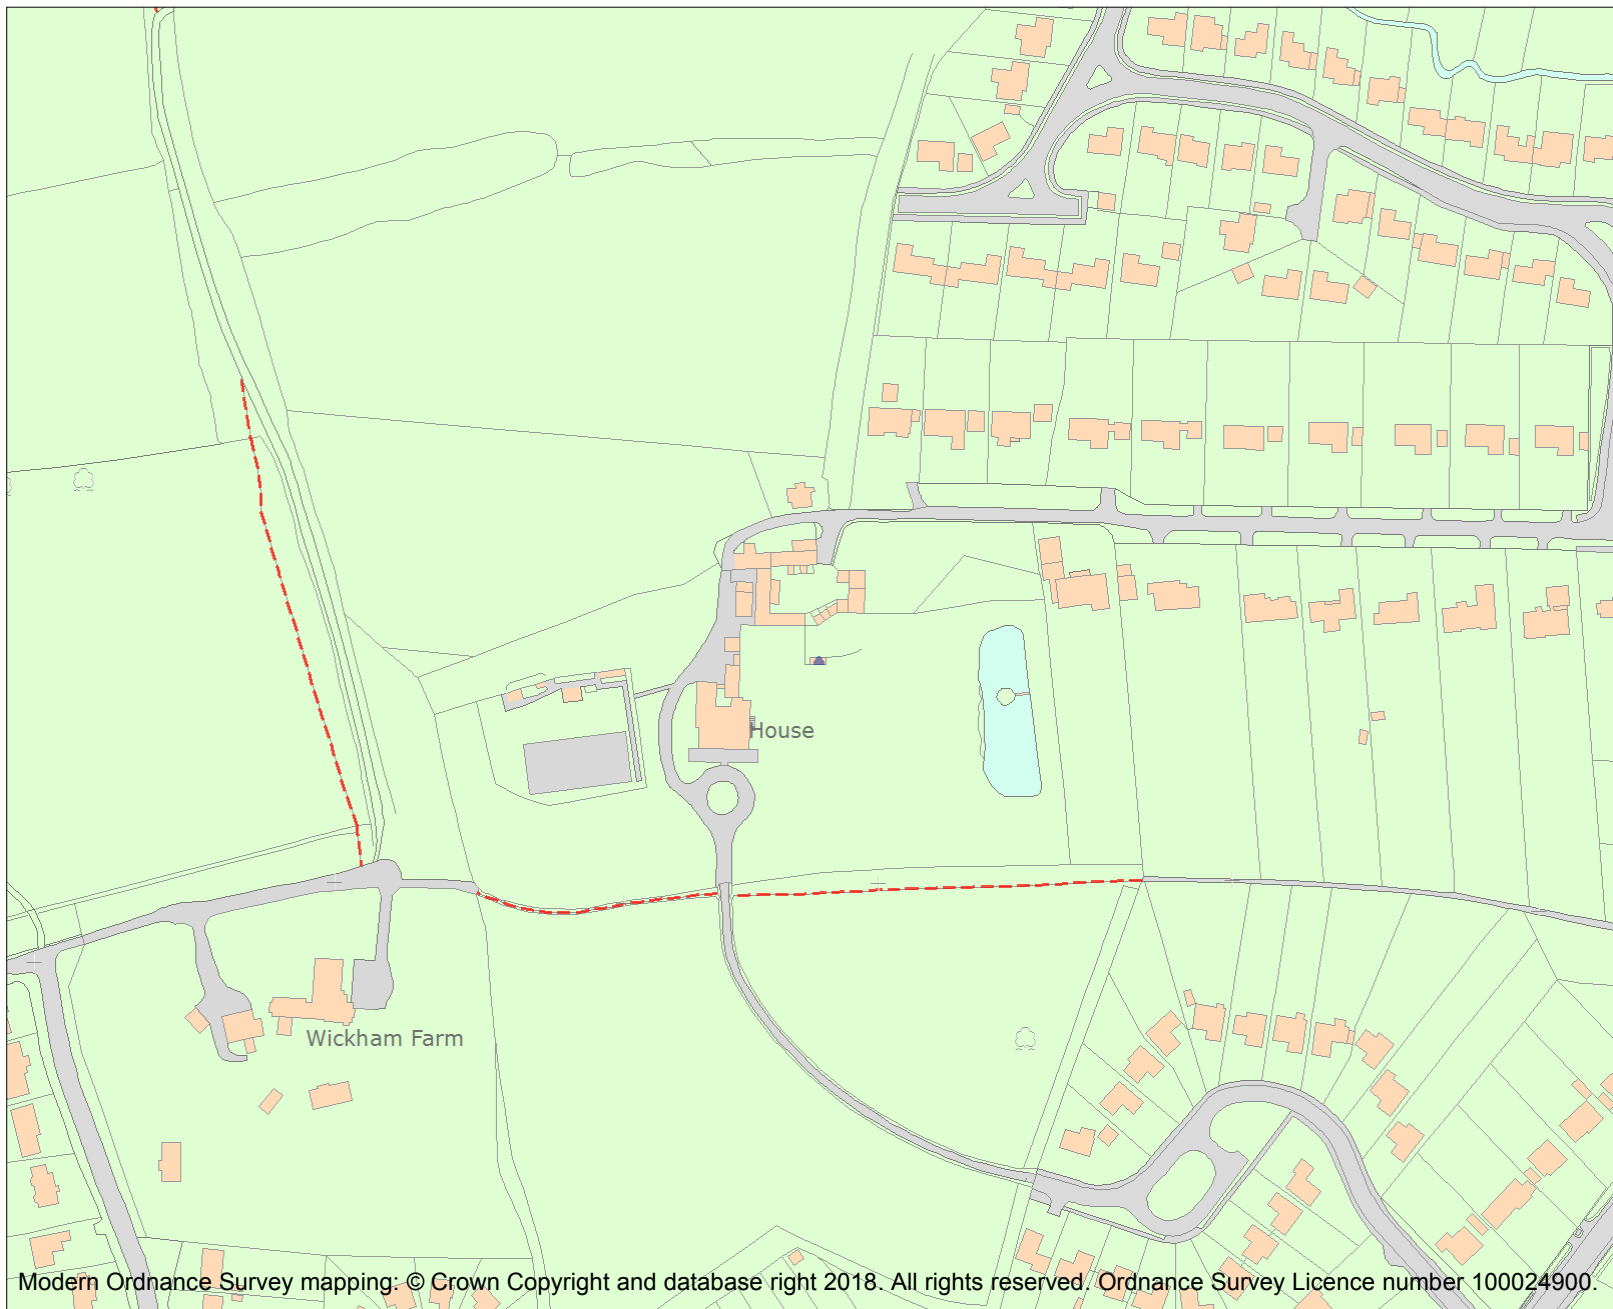 House
Wickham Farm
Modern Ordnance Survey mapping: © Crown Copyright and database right 2018. All rights reserved. Ordnance Survey Licence number 100024900.